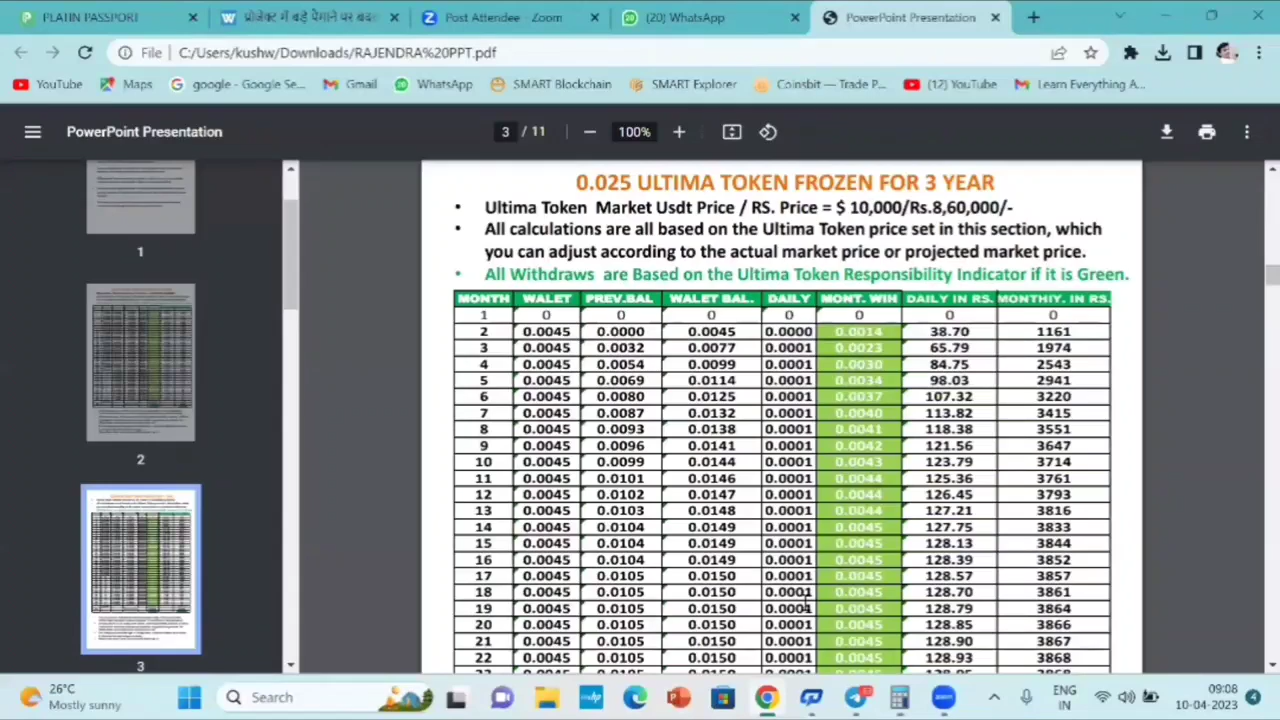 PLATIN PASSPORT
प्रोजेक्ट में बड़े पैमाने पर बदल
Post Attendee - Zoom
(20) WhatsApp
PowerPoint Presentation
File C:/Users/kushw/Downloads/RAJENDRA%20PPT.pdf
YouTube Maps google - Google Se... Gmail WhatsApp SMART Blockchain SMART Explorer Coinsbit — Trade P... (12) YouTube Learn Everything A...
PowerPoint Presentation 3 / 11 100%
1
2
3
0.025 ULTIMA TOKEN FROZEN FOR 3 YEAR
• Ultima Token Market Usdt Price / RS. Price = $ 10,000/Rs.8,60,000/-
• All calculations are all based on the Ultima Token price set in this section, which
you can adjust according to the actual market price or projected market price.
• All Withdraws are Based on the Ultima Token Responsibility Indicator if it is Green.
MONTH WALET PREV.BAL WALET BAL. DAILY MONT. WIH DAILY IN RS. MONTHIY. IN RS.
1 0 0 0 0 0 0 0
2 0.0045 0.0000 0.0045 0.0000 0.0014 38.70 1161
3 0.0045 0.0032 0.0077 0.0001 0.0023 65.79 1974
4 0.0045 0.0054 0.0099 0.0001 0.0030 84.75 2543
5 0.0045 0.0069 0.0114 0.0001 0.0034 98.03 2941
6 0.0045 0.0080 0.0125 0.0001 0.0037 107.32 3220
7 0.0045 0.0087 0.0132 0.0001 0.0040 113.82 3415
8 0.0045 0.0093 0.0138 0.0001 0.0041 118.38 3551
9 0.0045 0.0096 0.0141 0.0001 0.0042 121.56 3647
10 0.0045 0.0099 0.0144 0.0001 0.0043 123.79 3714
11 0.0045 0.0101 0.0146 0.0001 0.0044 125.36 3761
12 0.0045 0.0102 0.0147 0.0001 0.0044 126.45 3793
13 0.0045 0.0103 0.0148 0.0001 0.0044 127.21 3816
14 0.0045 0.0104 0.0149 0.0001 0.0045 127.75 3833
15 0.0045 0.0104 0.0149 0.0001 0.0045 128.13 3844
16 0.0045 0.0104 0.0149 0.0001 0.0045 128.39 3852
17 0.0045 0.0105 0.0150 0.0001 0.0045 128.57 3857
18 0.0045 0.0105 0.0150 0.0001 0.0045 128.70 3861
19 0.0045 0.0105 0.0150 0.0001 0.0045 128.79 3864
20 0.0045 0.0105 0.0150 0.0001 0.0045 128.85 3866
21 0.0045 0.0105 0.0150 0.0001 0.0045 128.90 3867
22 0.0045 0.0105 0.0150 0.0001 0.0045 128.93 3868
26°C
Mostly sunny
Search
ENG
IN
09:08
10-04-2023
4